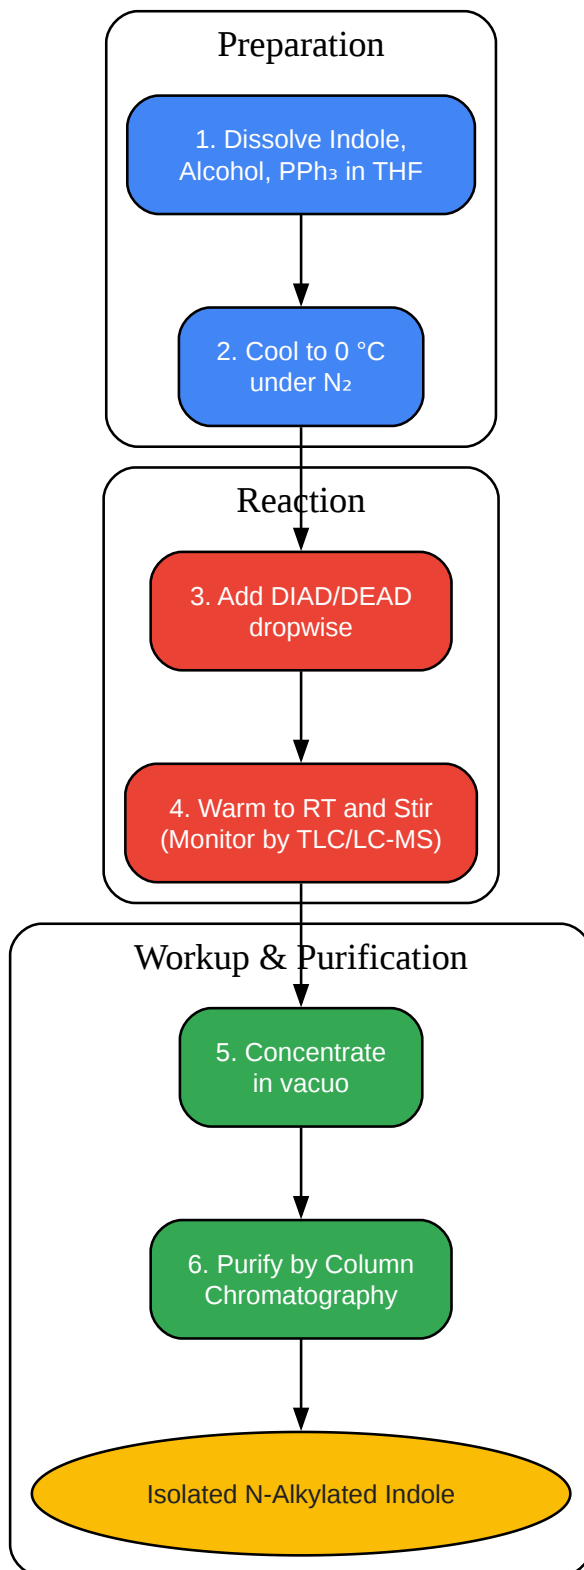 Preparation
1. Dissolve Indole,
Alcohol, PPh₃ in THF
2. Cool to 0 °C
under N₂
Reaction
3. Add DIAD/DEAD
dropwise
4. Warm to RT and Stir
(Monitor by TLC/LC-MS)
Workup & Purification
5. Concentrate
in vacuo
6. Purify by Column
Chromatography
Isolated N-Alkylated Indole